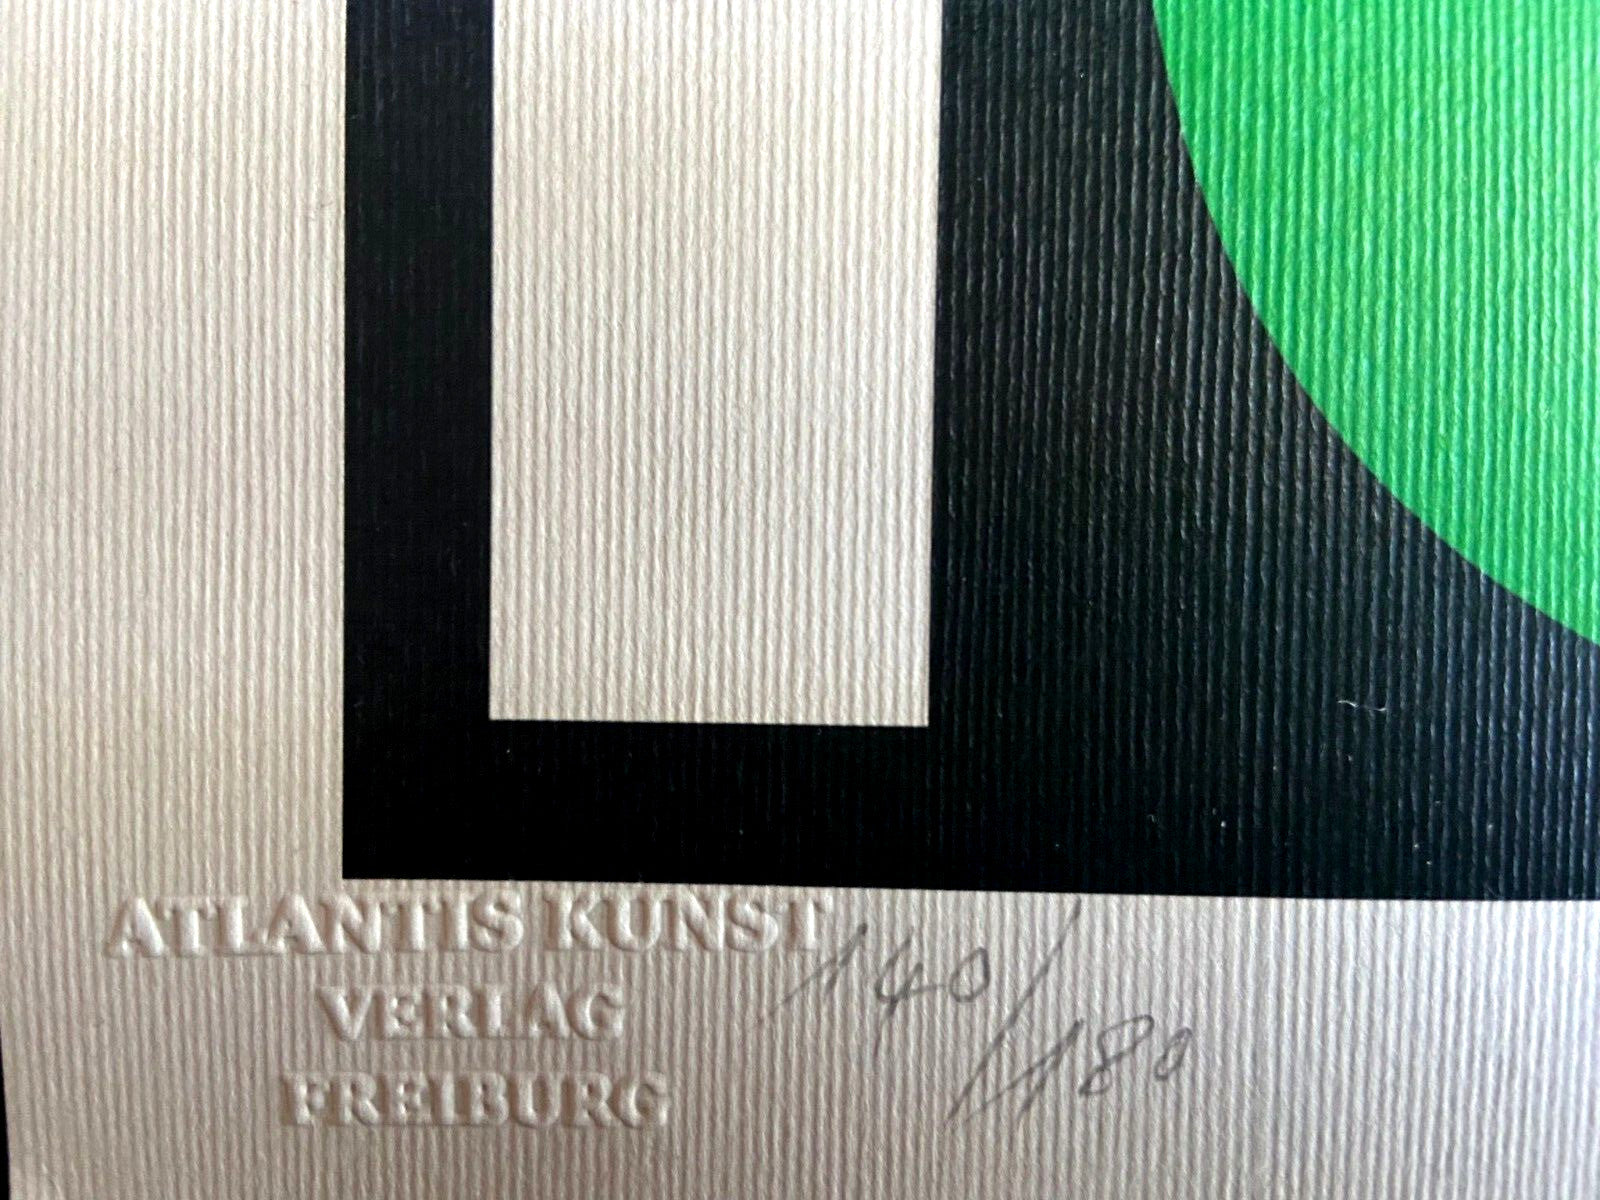 ATLANTIS KUNST
VERLAG
FREIBURG
140/180